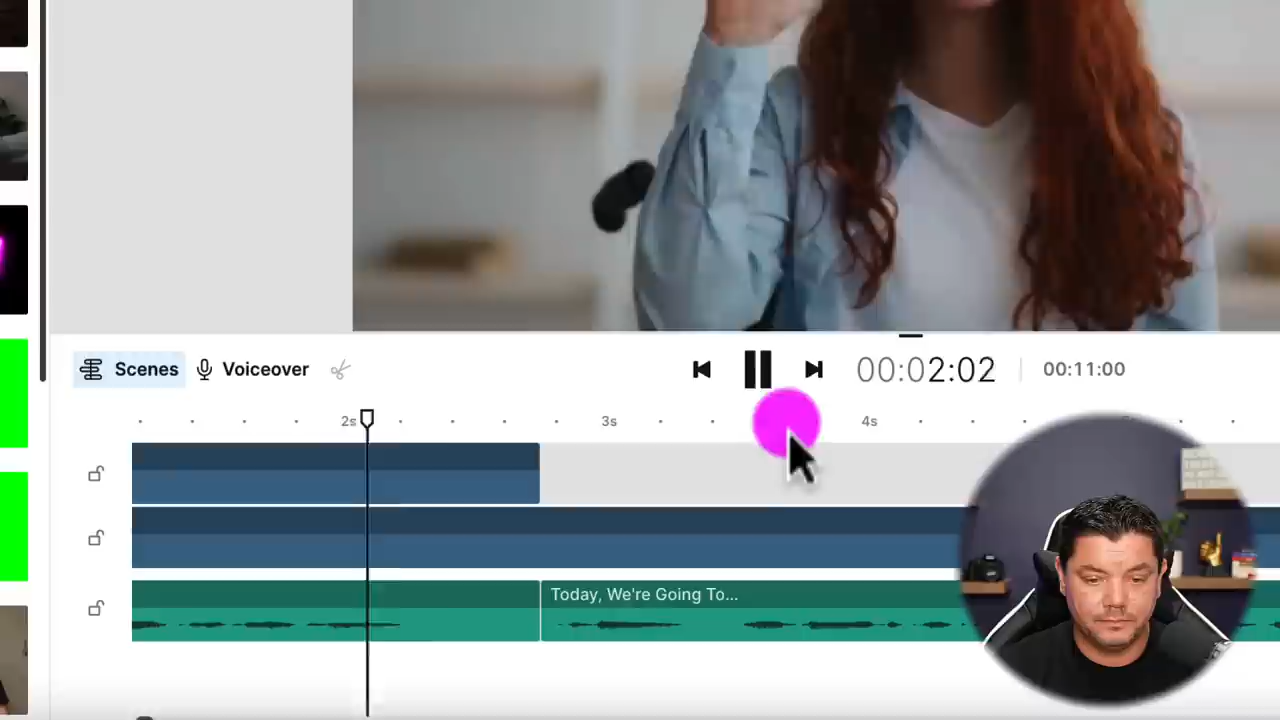 Scenes Voiceover 00:02:02 00:11:00
2s 3s 4s
Today, We're Going To...